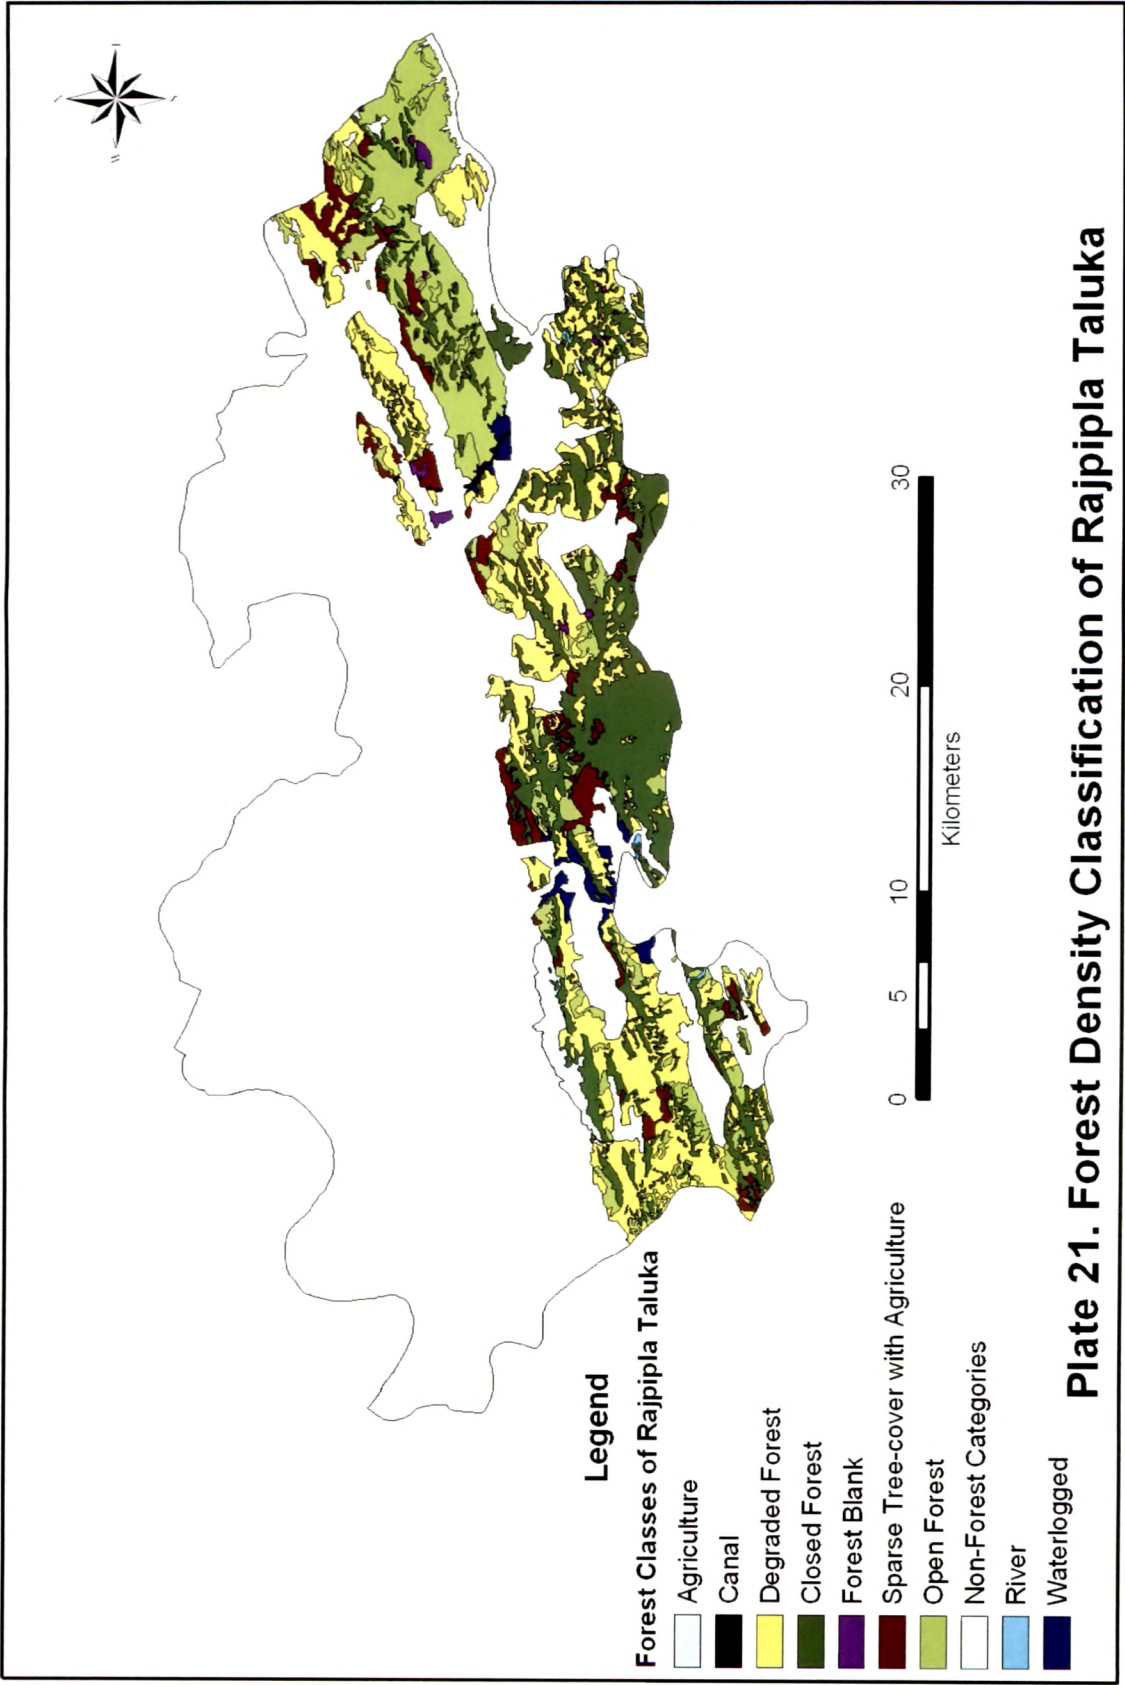 Legend
Forest Classes of Rajpipla Taluka
Agriculture
Canal
Degraded Forest
Closed Forest
Forest Blank
Sparse Tree-cover with Agriculture
Open Forest
Non-Forest Categories
River
Waterlogged
0 5 10 20 30
Kilometers
Plate 21. Forest Density Classification of Rajpipla Taluka